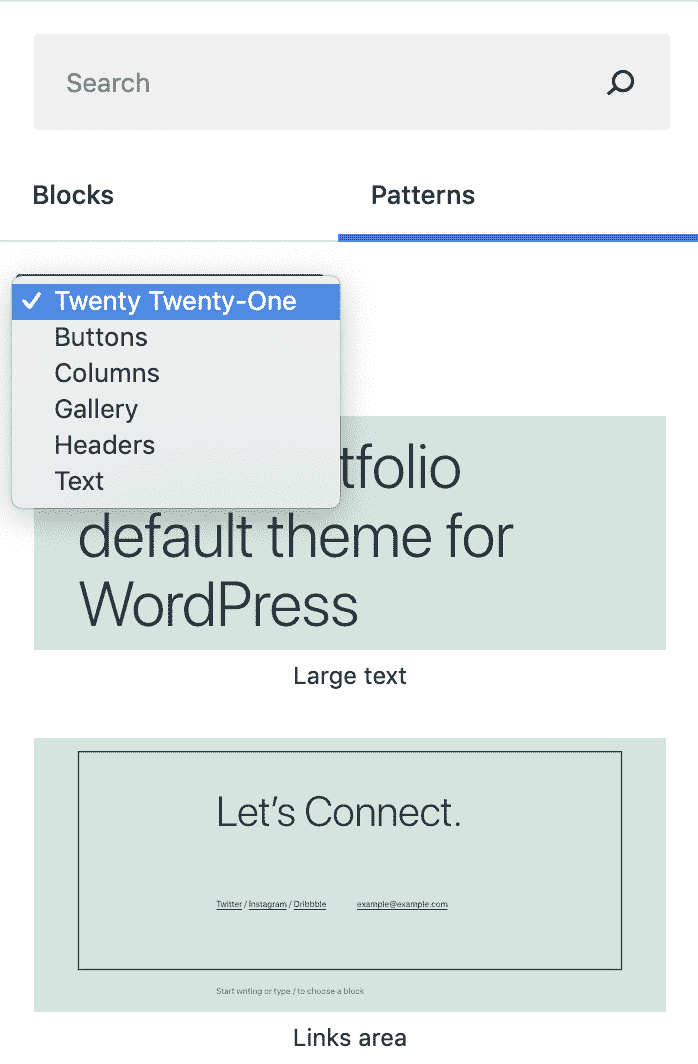 Search
Blocks
Patterns
Twenty Twenty-One
Buttons
Columns
Gallery
Headers
Text
tfolio
default theme for
WordPress
Large text
Let’s Connect.
Twitter / Instagram / Dribbble
example@example.com
Start writing or type / to choose a block
Links area